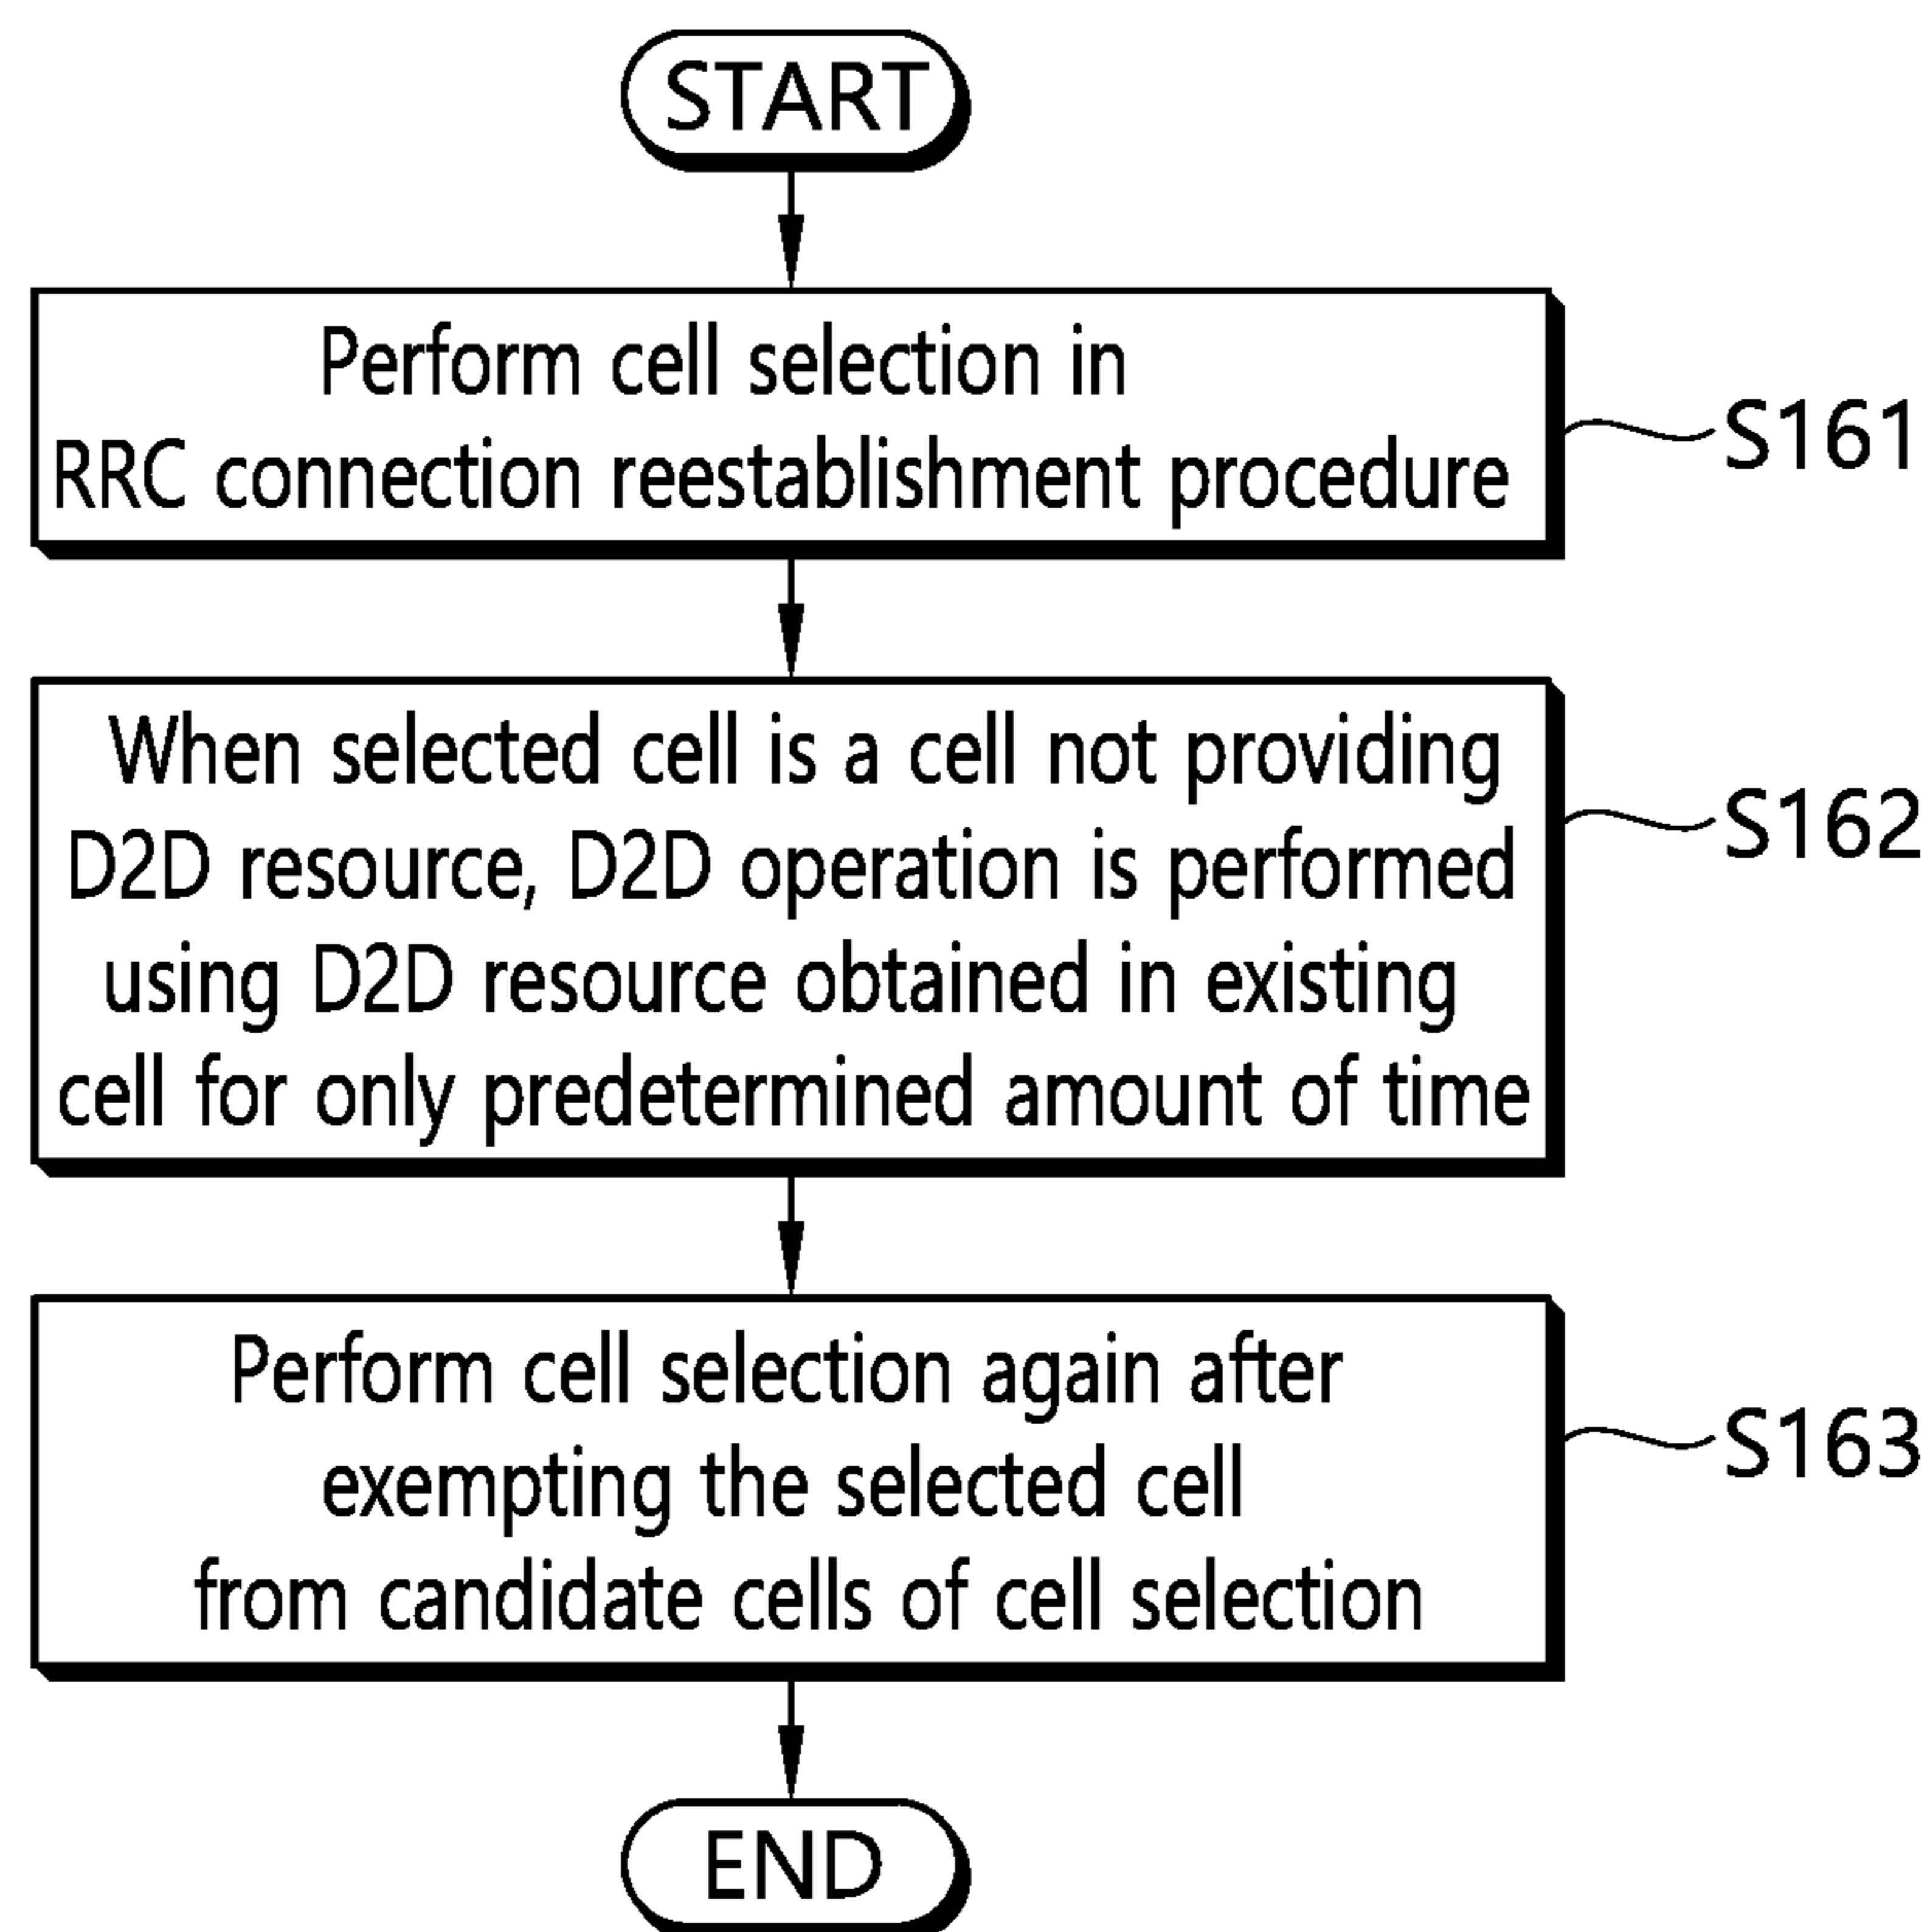 START
Perform cell selection in
RRC connection reestablishment procedure
S161
When selected cell is a cell not providing
D2D resource, D2D operation is performed
using D2D resource obtained in existing
cell for only predetermined amount of time
S162
Perform cell selection again after
exempting the selected cell
from candidate cells of cell selection
S163
END